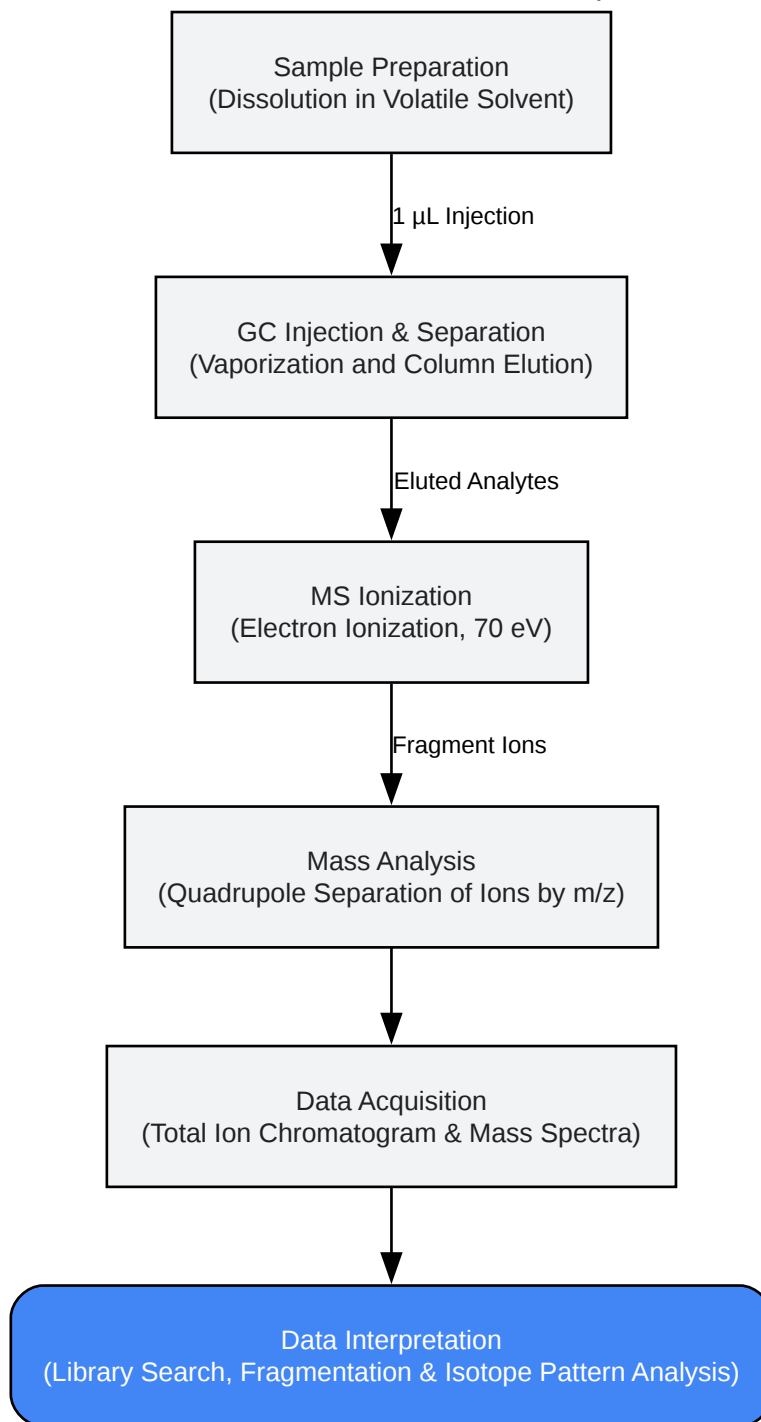 Sample Preparation
(Dissolution in Volatile Solvent)
1 µL Injection
GC Injection & Separation
(Vaporization and Column Elution)
Eluted Analytes
MS Ionization
(Electron Ionization, 70 eV)
Fragment Ions
Mass Analysis
(Quadrupole Separation of Ions by m/z)
Data Acquisition
(Total Ion Chromatogram & Mass Spectra)
Data Interpretation
(Library Search, Fragmentation & Isotope Pattern Analysis)